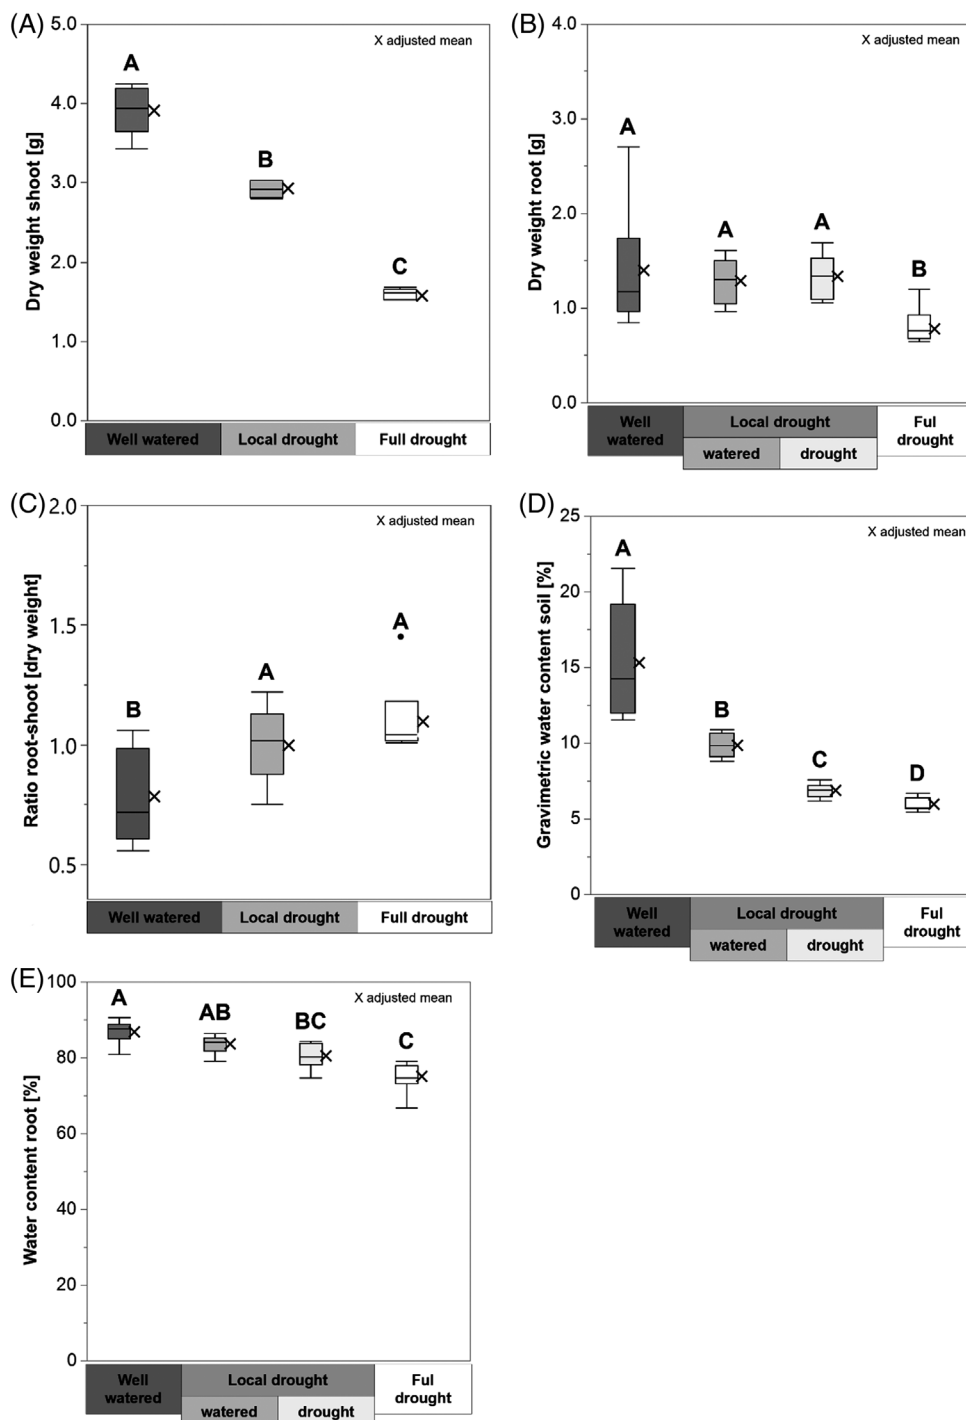 (A)
5.0
4.0
3.0
2.0
1.0
0.0
Dry weight shoot [g]
X adjusted mean
A
B
C
Well watered
Local drought
Full drought
(B)
4.0
3.0
2.0
1.0
0.0
Dry weight root [g]
X adjusted mean
A
A
A
B
Well
watered
Local drought
watered
drought
Ful
drought
(C)
2.0
1.5
1.0
0.5
Ratio root-shoot [dry weight]
X adjusted mean
B
A
A
Well watered
Local drought
Full drought
(D)
25
20
15
10
5
0
Gravimetric water content soil [%]
X adjusted mean
A
B
C
D
Well
watered
Local drought
watered
drought
Ful
drought
(E)
100
80
60
40
20
0
Water content root [%]
X adjusted mean
A
AB
BC
C
Well
watered
Local drought
watered
drought
Ful
drought